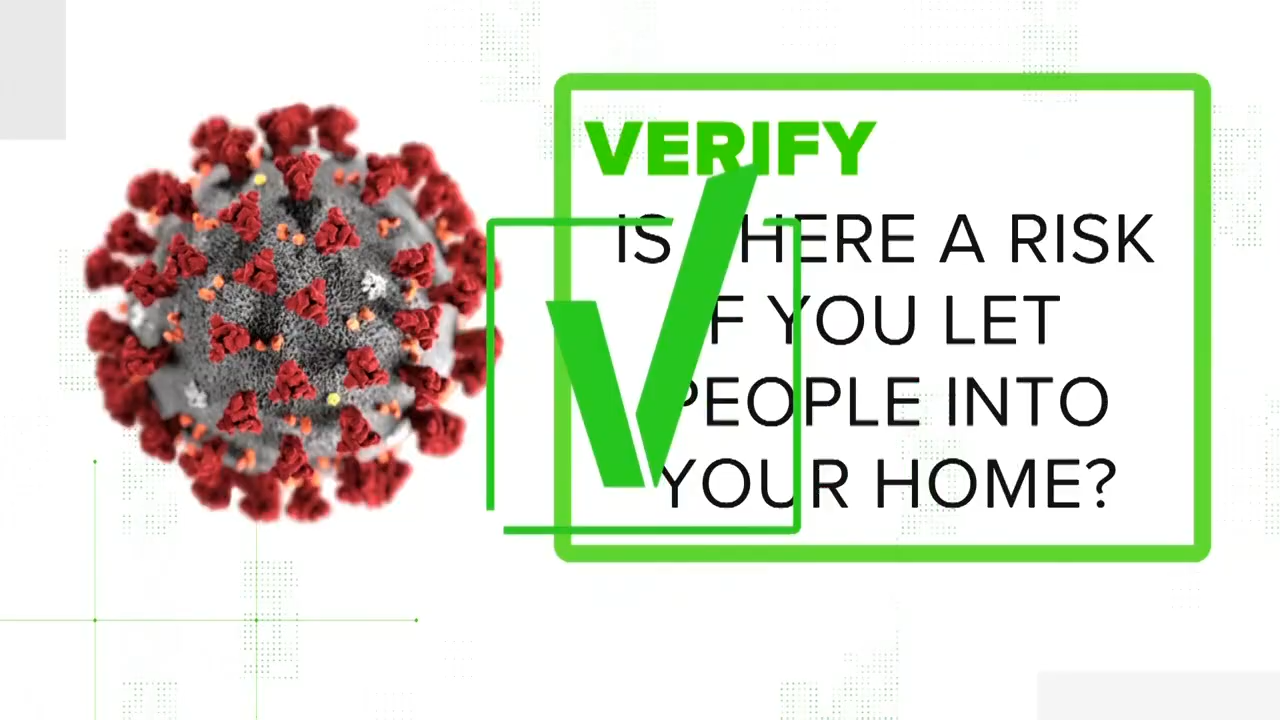 VERIFY
IS THERE A RISK
IF YOU LET
PEOPLE INTO
YOUR HOME?